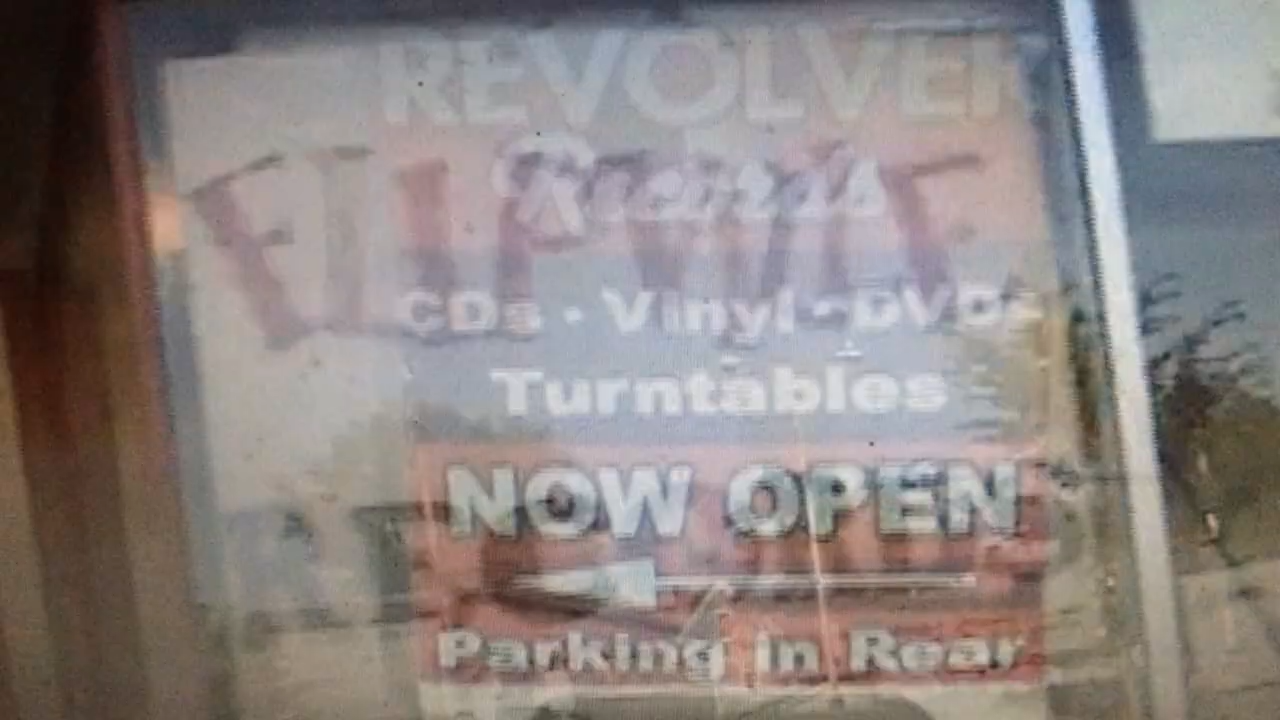 REVOLVER
Records
CDs · Vinyl · DVDs
Turntables
NOW OPEN
Parking in Rear